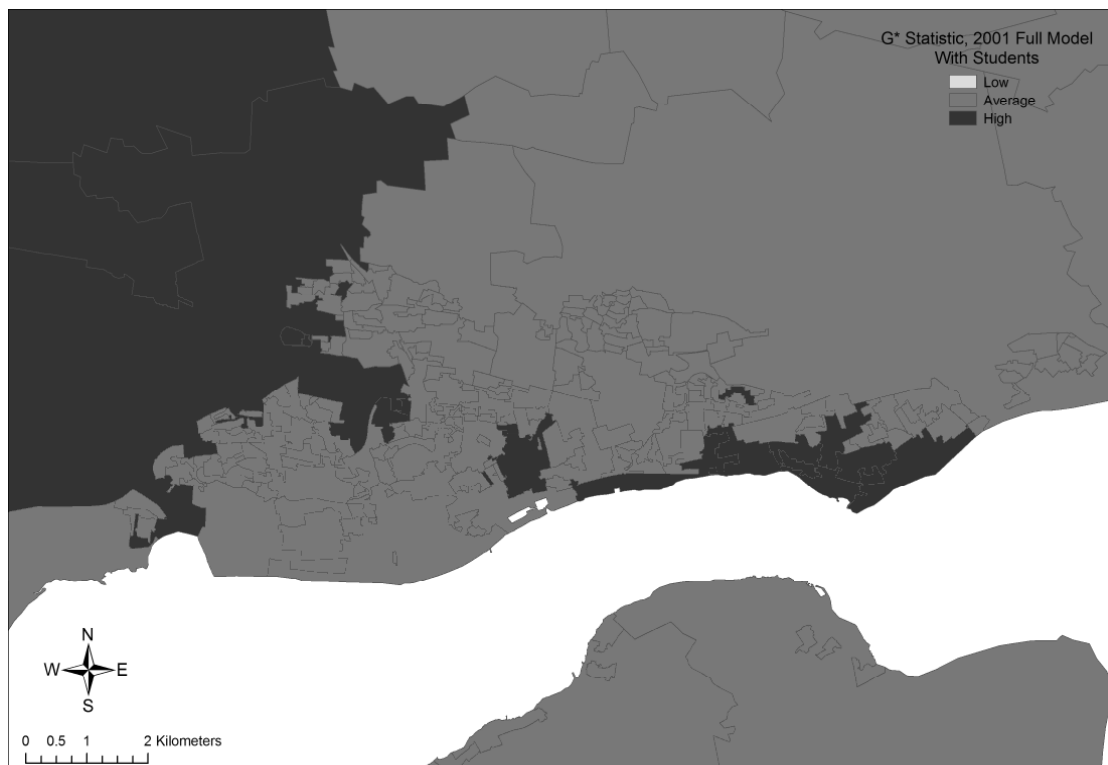 G* Statistic, 2001 Full Model
With Students
Low
Average
High
N
W E
S
0 0.5 1 2 Kilometers